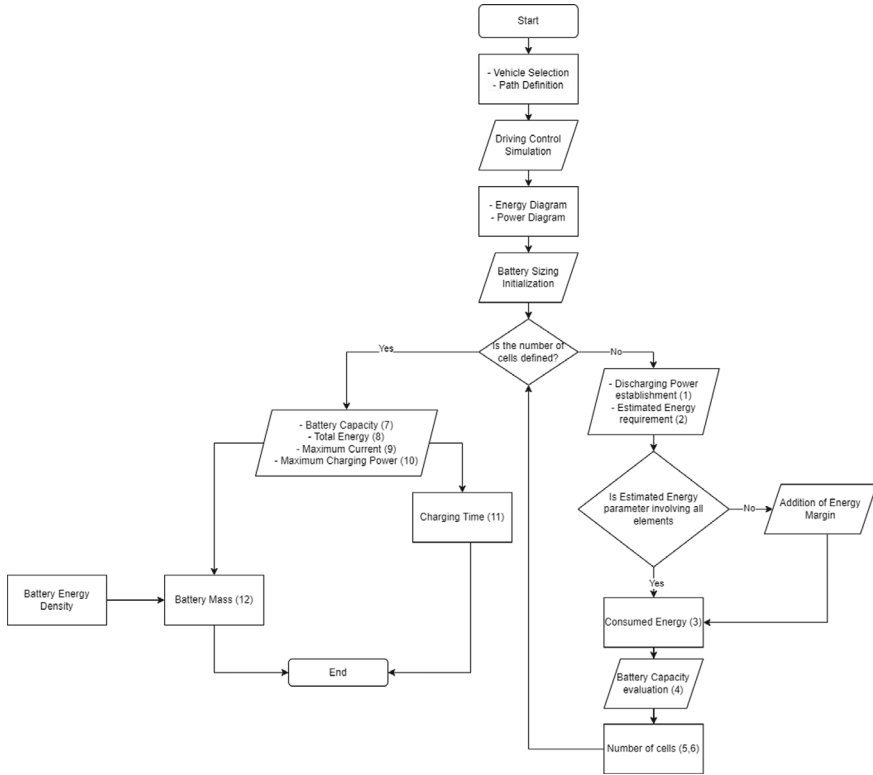 Start
- Vehicle Selection
- Path Definition
Driving Control
Simulation
- Energy Diagram
- Power Diagram
Battery Sizing
Initialization
Is the number of
cells defined?
Yes
No
- Discharging Power
establishment (1)
- Estimated Energy
requirement (2)
- Battery Capacity (7)
- Total Energy (8)
- Maximum Current (9)
- Maximum Charging Power (10)
Is Estimated Energy
parameter involving all
elements
No
Addition of Energy
Margin
Charging Time (11)
Yes
Battery Energy
Density
Battery Mass (12)
Consumed Energy (3)
End
Battery Capacity
evaluation (4)
Number of cells (5,6)